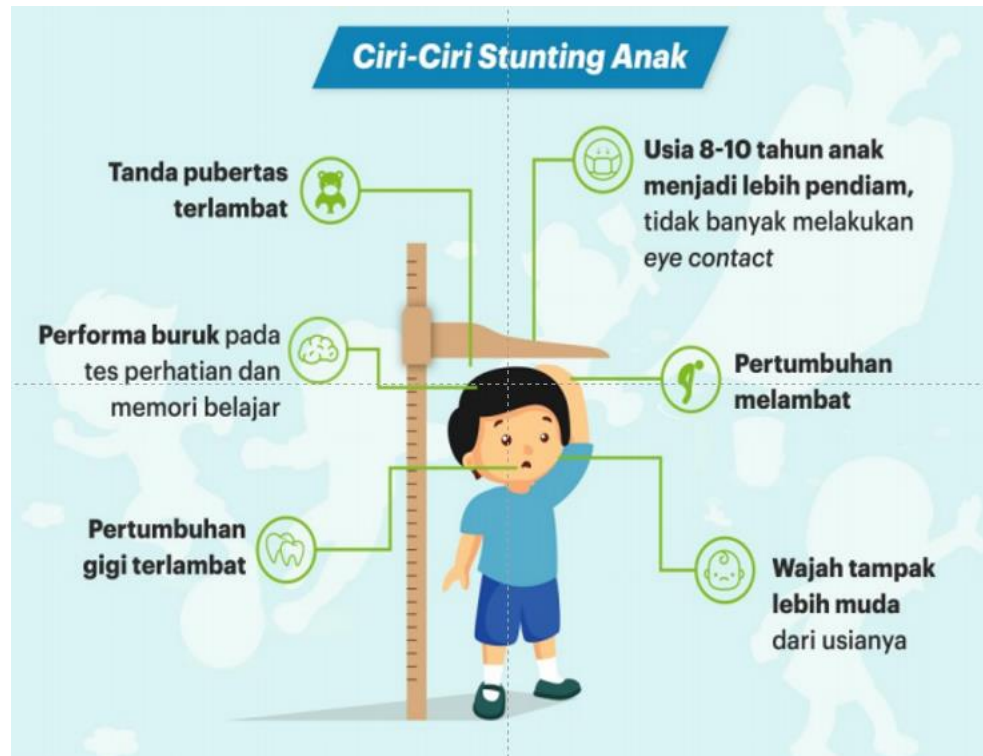 Ciri-Ciri Stunting Anak
Tanda pubertas
terlambat
Usia 8-10 tahun anak
menjadi lebih pendiam,
tidak banyak melakukan
eye contact
Performa buruk pada
tes perhatian dan
memori belajar
Pertumbuhan
melambat
Pertumbuhan
gigi terlambat
Wajah tampak
lebih muda
dari usianya